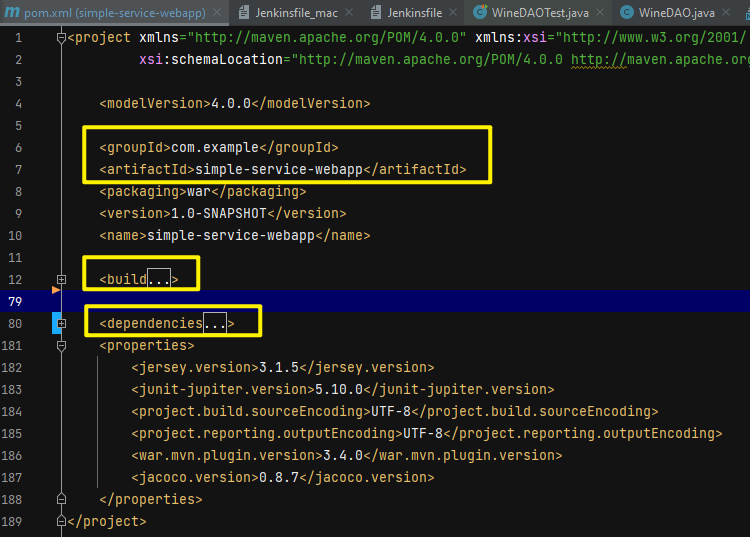 pom.xml (simple-service-webapp) Jenkinsfile_mac Jenkinsfile WineDAOTest.java WineDAO.java
1 <project xmlns="http://maven.apache.org/POM/4.0.0" xmlns:xsi="http://www.w3.org/2001/
2 xsi:schemaLocation="http://maven.apache.org/POM/4.0.0 http://maven.apache.org
3
4 <modelVersion>4.0.0</modelVersion>
5
6 <groupId>com.example</groupId>
7 <artifactId>simple-service-webapp</artifactId>
8 <packaging>war</packaging>
9 <version>1.0-SNAPSHOT</version>
10 <name>simple-service-webapp</name>
11
12 <build...>
79
80 <dependencies...>
181 <properties>
182 <jersey.version>3.1.5</jersey.version>
183 <junit-jupiter.version>5.10.0</junit-jupiter.version>
184 <project.build.sourceEncoding>UTF-8</project.build.sourceEncoding>
185 <project.reporting.outputEncoding>UTF-8</project.reporting.outputEncoding>
186 <war.mvn.plugin.version>3.4.0</war.mvn.plugin.version>
187 <jacoco.version>0.8.7</jacoco.version>
188 </properties>
189 </project>